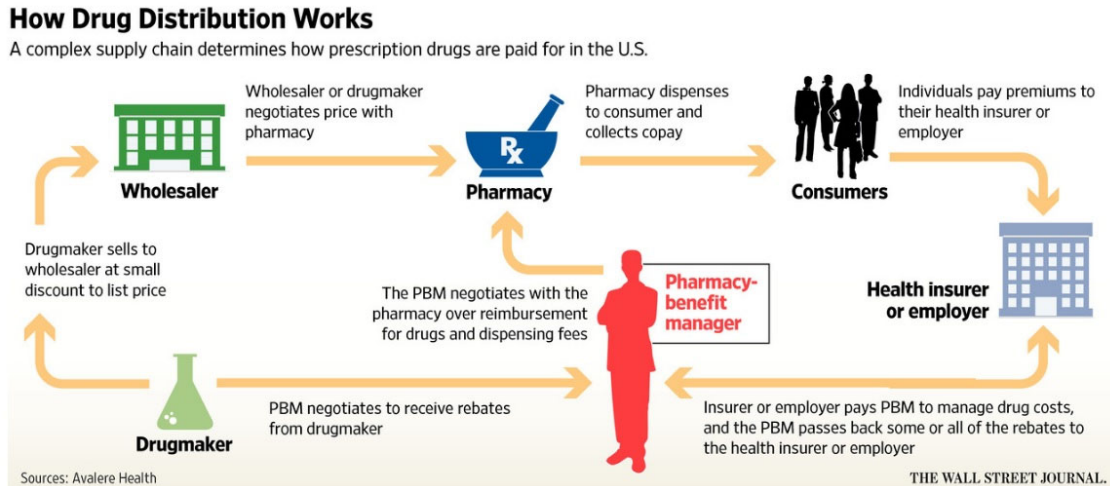 How Drug Distribution Works
A complex supply chain determines how prescription drugs are paid for in the U.S.
Wholesaler or drugmaker
negotiates price with
pharmacy
Pharmacy dispenses
to consumer and
collects copay
Individuals pay premiums to
their health insurer or
employer
Rx
Wholesaler
Pharmacy
Consumers
Drugmaker sells to
wholesaler at small
discount to list price
The PBM negotiates with the
pharmacy over reimbursement
for drugs and dispensing fees
Pharmacy-
benefit
manager
Health insurer
or employer
Drugmaker
PBM negotiates to receive rebates
from drugmaker
Insurer or employer pays PBM to manage drug costs,
and the PBM passes back some or all of the rebates to
the health insurer or employer
Sources: Avalere Health
THE WALL STREET JOURNAL.